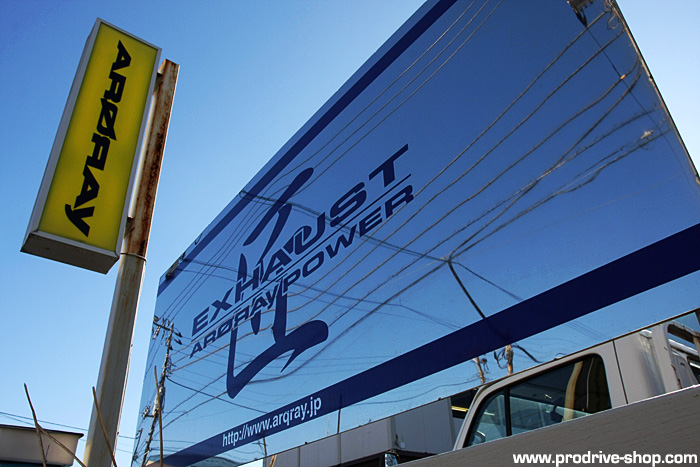 ARQRAY
EXHAUST
ARQRAY POWER
http://www.arqray.jp
www.prodrive-shop.com